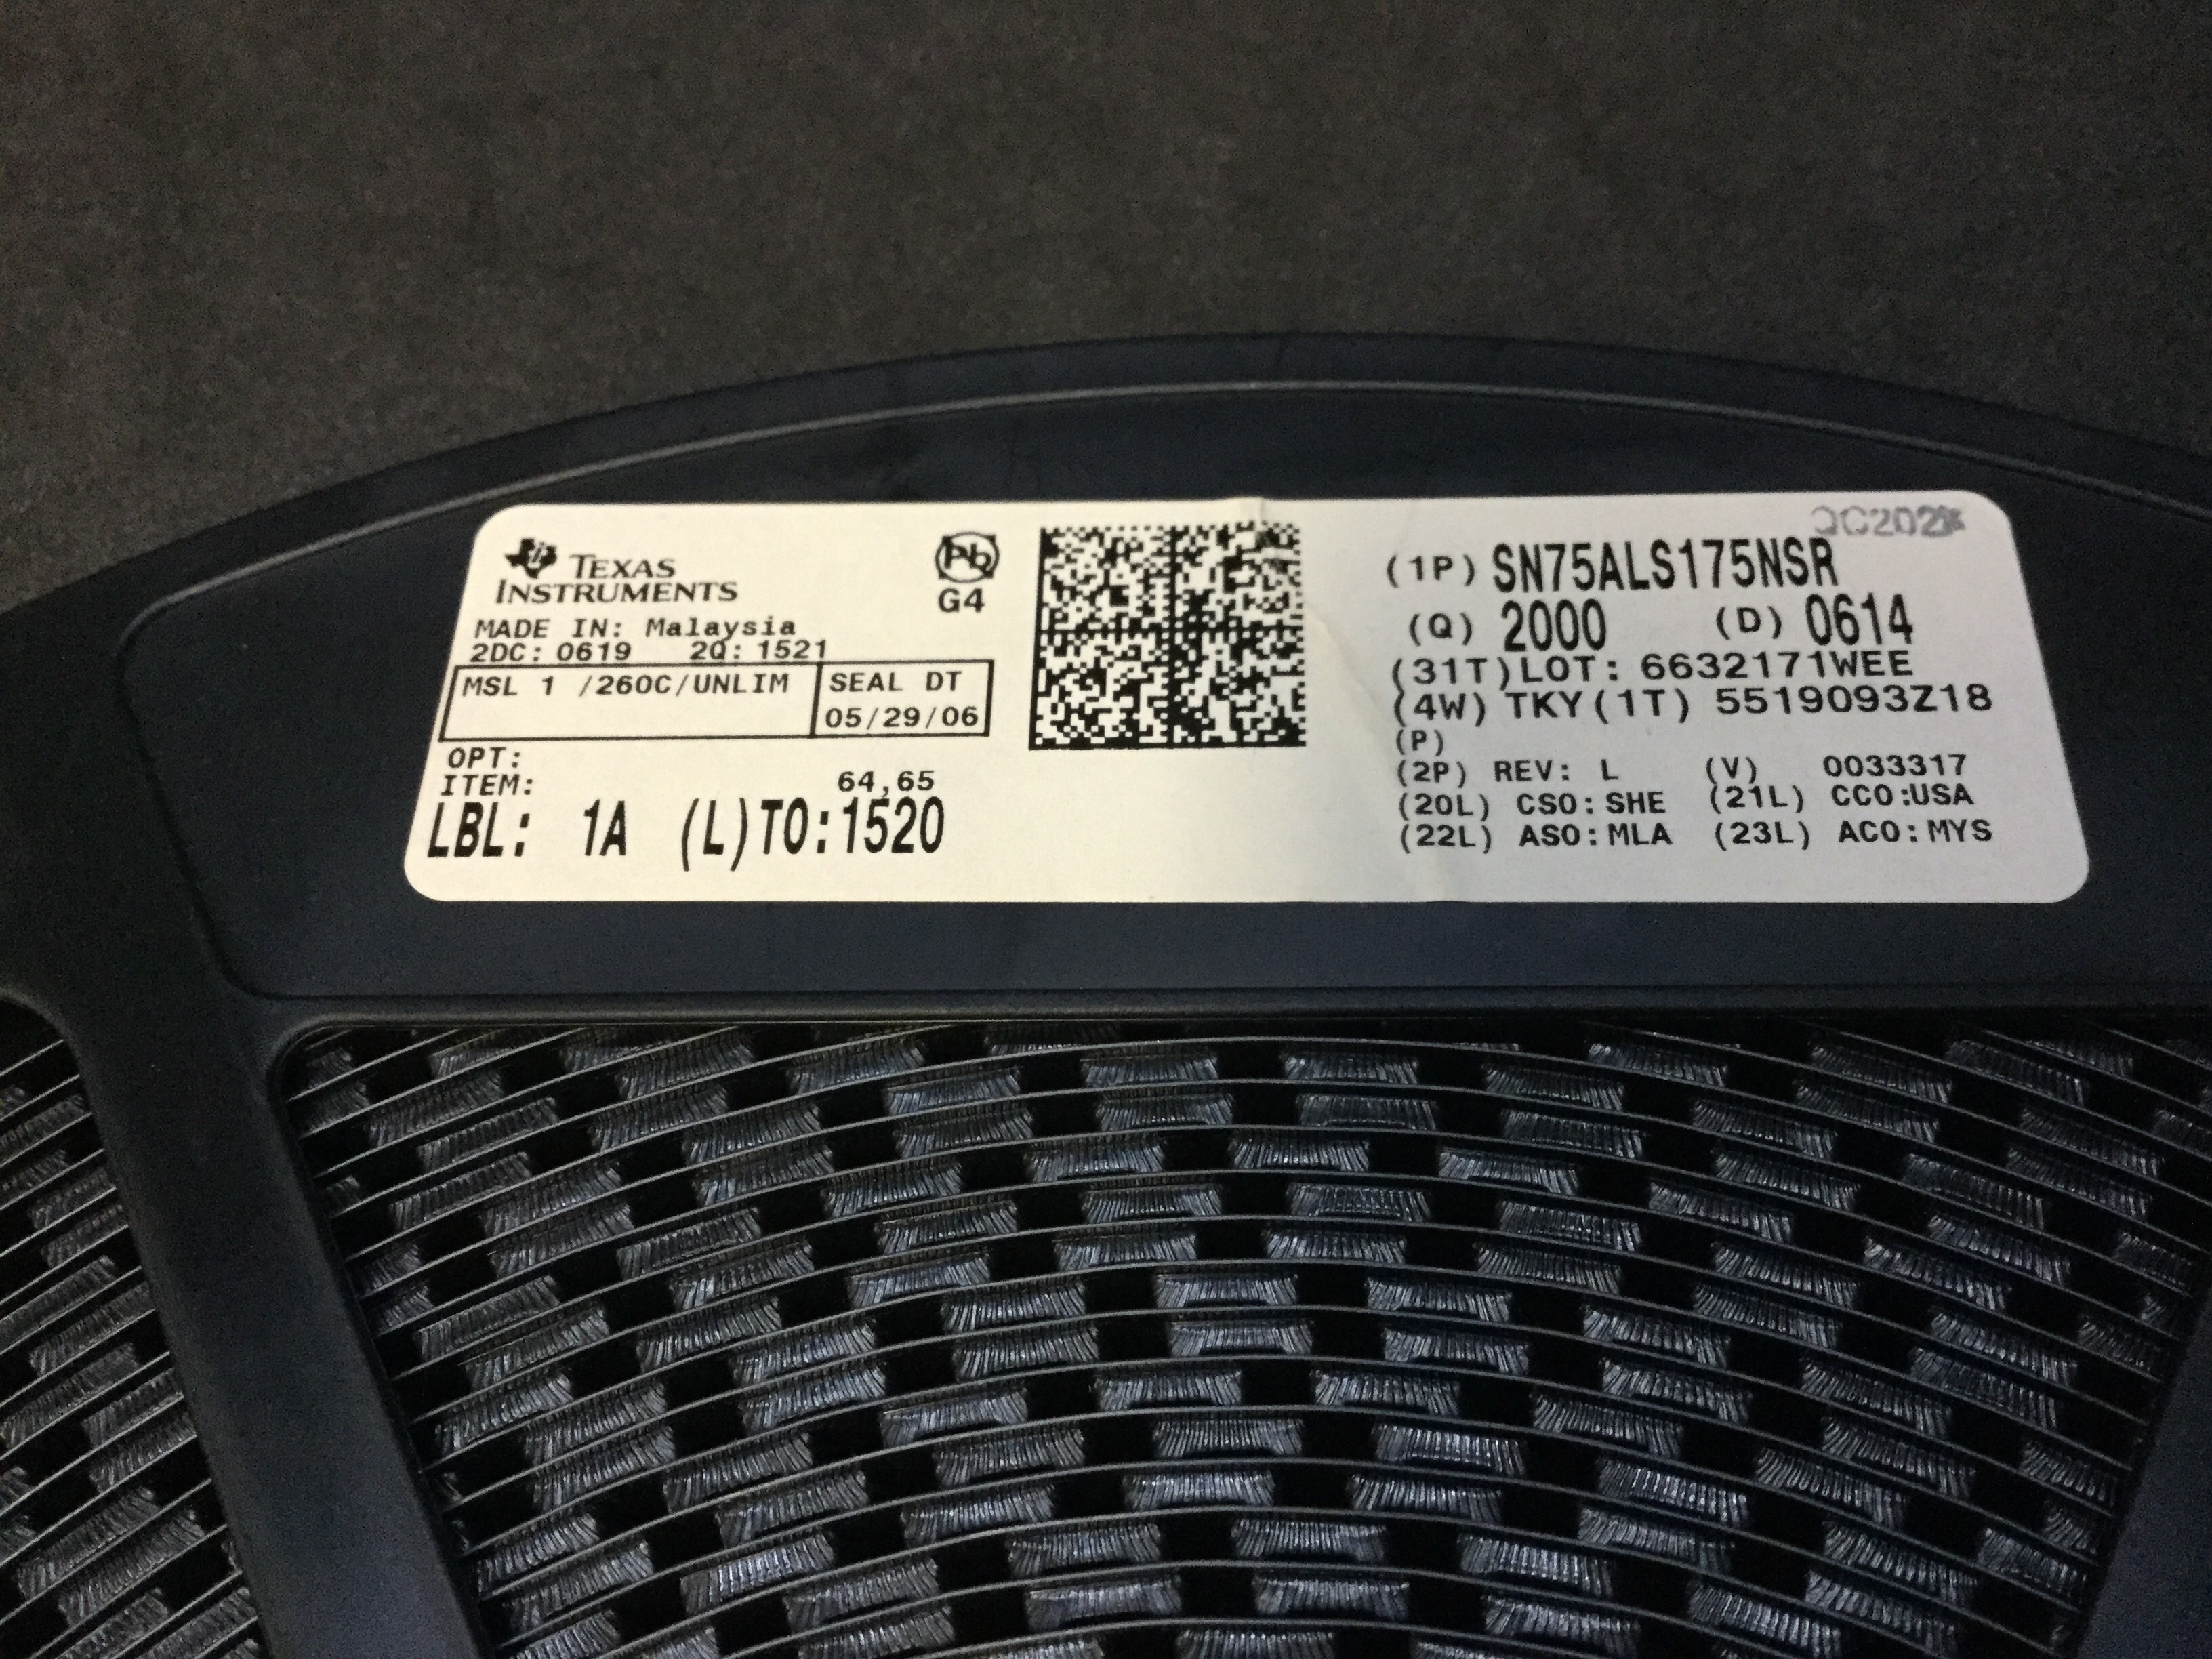 TEXAS
INSTRUMENTS
Pb
G4
MADE IN: Malaysia
2DC: 0619 2Q: 1521
MSL 1 /260C/UNLIM
SEAL DT
05/29/06
OPT:
ITEM:
64,65
LBL: 1A (L)TO:1520
(1P) SN75ALS175NSR
(Q) 2000 (D) 0614
(31T)LOT: 6632171WEE
(4W) TKY(1T) 5519093Z18
(P)
(2P) REV: L (V) 0033317
(20L) CSO:SHE (21L) CCO:USA
(22L) ASO:MLA (23L) ACO:MYS